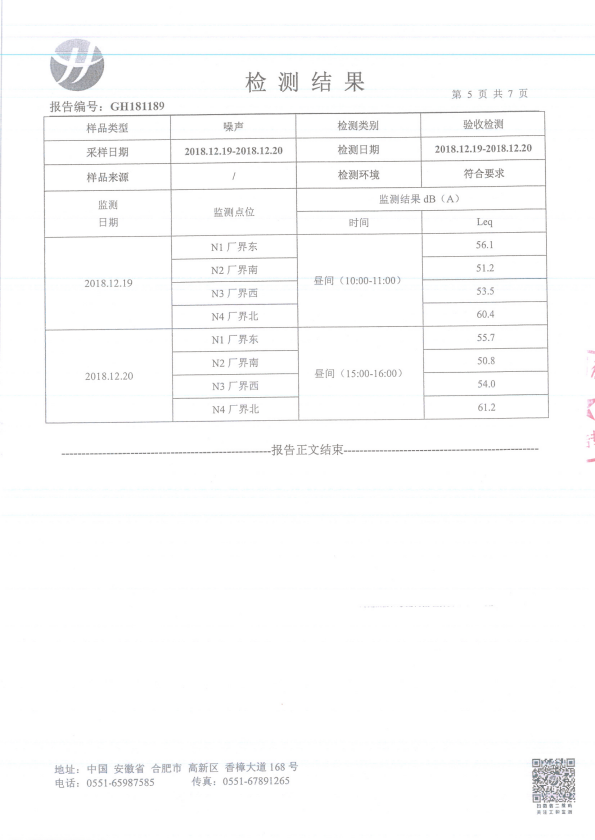 检 测 结 果
第 5 页 共 7 页
报告编号：GH181189
样品类型 噪声 检测类别 验收检测
采样日期 2018.12.19-2018.12.20 检测日期 2018.12.19-2018.12.20
样品来源 / 检测环境 符合要求
监测日期 监测点位 监测结果 dB（A）
时间 Leq
2018.12.19 N1 厂界东 昼间（10:00-11:00） 56.1
N2 厂界南 51.2
N3 厂界西 53.5
N4 厂界北 60.4
2018.12.20 N1 厂界东 昼间（15:00-16:00） 55.7
N2 厂界南 50.8
N3 厂界西 54.0
N4 厂界北 61.2
报告正文结束
地址：中国 安徽省 合肥市 高新区 香樟大道 168 号
电话：0551-65987585 传真：0551-67891265